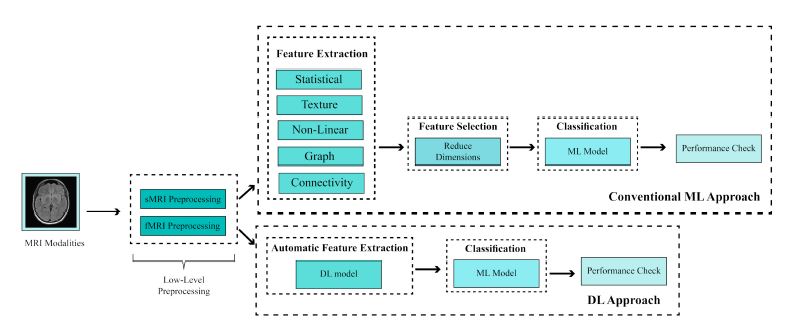 Feature Extraction
Statistical
Texture
Non-Linear
Graph
Connectivity
Feature Selection
Reduce
Dimensions
Classification
ML Model
Performance Check
Conventional ML Approach
MRI Modalities
sMRI Preprocessing
fMRI Preprocessing
Low-Level
Preprocessing
Automatic Feature Extraction
DL model
Classification
ML Model
Performance Check
DL Approach